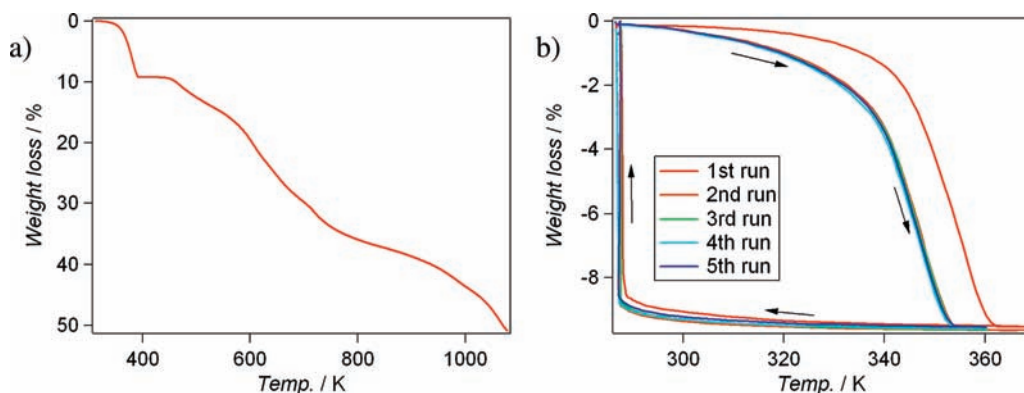 a)
Weight loss / %
0
10
20
30
40
50
400
600
800
1000
Temp. / K
b)
Weight loss / %
0
-2
-4
-6
-8
1st run
2nd run
3rd run
4th run
5th run
300
320
340
360
Temp. / K